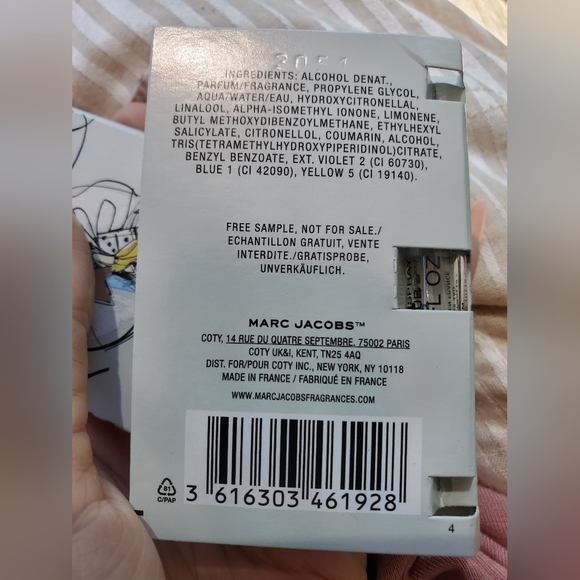 3051
INGREDIENTS: ALCOHOL DENAT.,
PARFUM/FRAGRANCE, PROPYLENE GLYCOL,
AQUA/WATER/EAU, HYDROXYCITRONELLAL,
LINALOOL, ALPHA-ISOMETHYL IONONE, LIMONENE,
BUTYL METHOXYDIBENZOYLMETHANE, ETHYLHEXYL
SALICYLATE, CITRONELLOL, COUMARIN, ALCOHOL,
TRIS(TETRAMETHYLHYDROXYPIPERIDINOL)CITRATE,
BENZYL BENZOATE, EXT. VIOLET 2 (CI 60730),
BLUE 1 (CI 42090), YELLOW 5 (CI 19140).
FREE SAMPLE, NOT FOR SALE./
ECHANTILLON GRATUIT, VENTE
INTERDITE./GRATISPROBE,
UNVERKÄUFLICH.
L OZ
MARC JACOBS™
COTY, 14 RUE DU QUATRE SEPTEMBRE, 75002 PARIS
COTY UK&I, KENT, TN25 4AQ
DIST. FOR/POUR COTY INC., NEW YORK, NY 10118
MADE IN FRANCE / FABRIQUÉ EN FRANCE
WWW.MARCJACOBSFRAGRANCES.COM
81
C/PAP
3 616303 461928
4